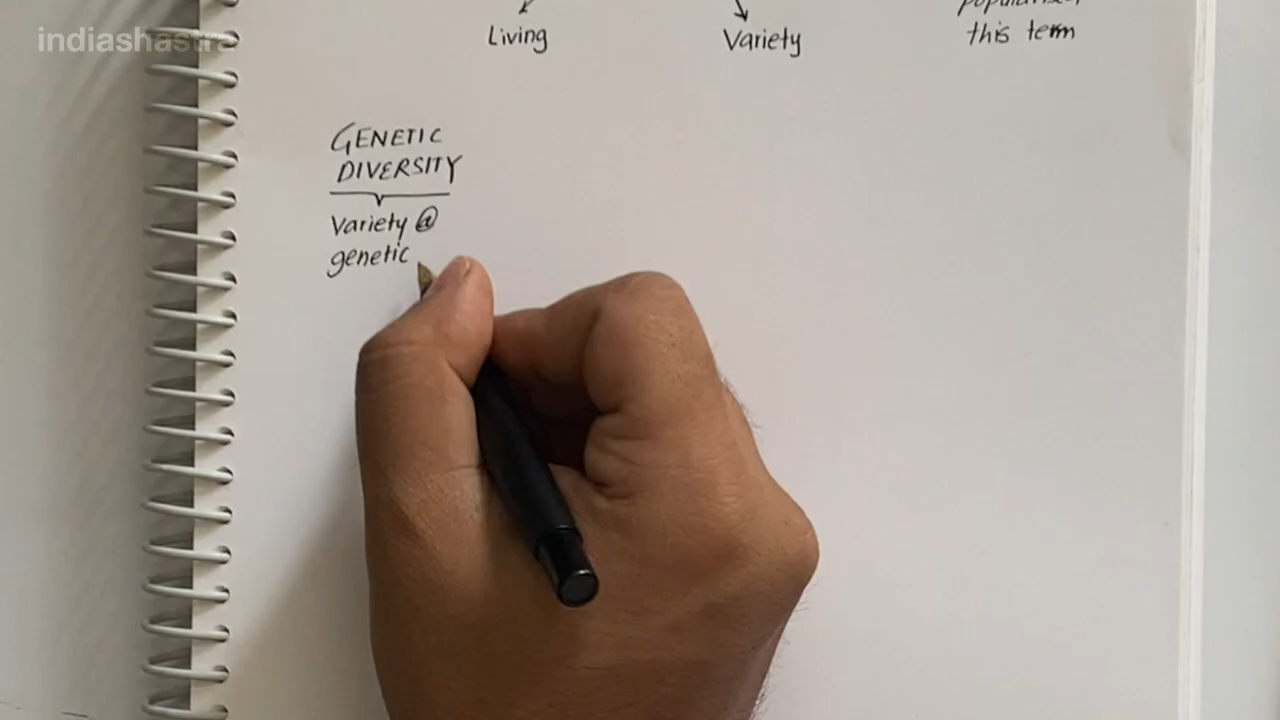 indiashastra
this term
Living
Variety
GENETIC
DIVERSITY
Variety @
genetic